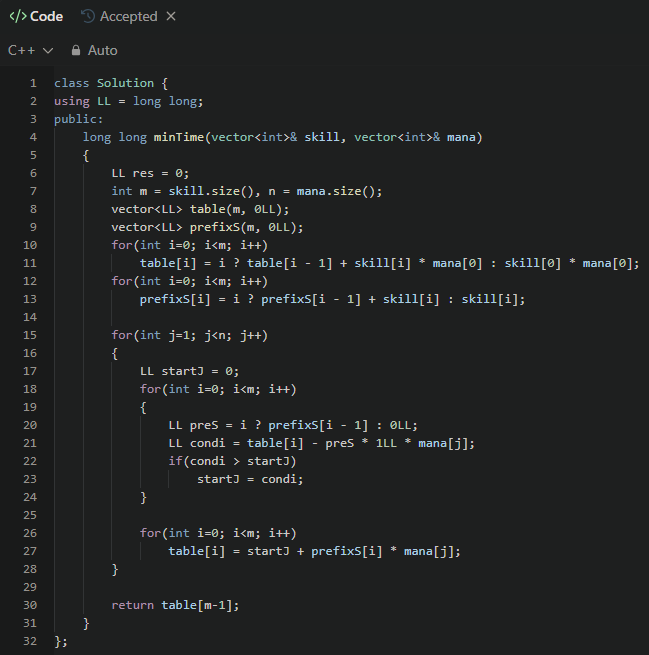 </> Code Accepted ×
C++ Auto
1 class Solution {
2 using LL = long long;
3 public:
4     long long minTime(vector<int>& skill, vector<int>& mana)
5     {
6         LL res = 0;
7         int m = skill.size(), n = mana.size();
8         vector<LL> table(m, 0LL);
9         vector<LL> prefixS(m, 0LL);
10         for(int i=0; i<m; i++)
11             table[i] = i ? table[i - 1] + skill[i] * mana[0] : skill[0] * mana[0];
12         for(int i=0; i<m; i++)
13             prefixS[i] = i ? prefixS[i - 1] + skill[i] : skill[i];
14
15         for(int j=1; j<n; j++)
16         {
17             LL startJ = 0;
18             for(int i=0; i<m; i++)
19             {
20                 LL preS = i ? prefixS[i - 1] : 0LL;
21                 LL condi = table[i] - preS * 1LL * mana[j];
22                 if(condi > startJ)
23                     startJ = condi;
24             }
25
26             for(int i=0; i<m; i++)
27                 table[i] = startJ + prefixS[i] * mana[j];
28         }
29
30         return table[m-1];
31     }
32 };